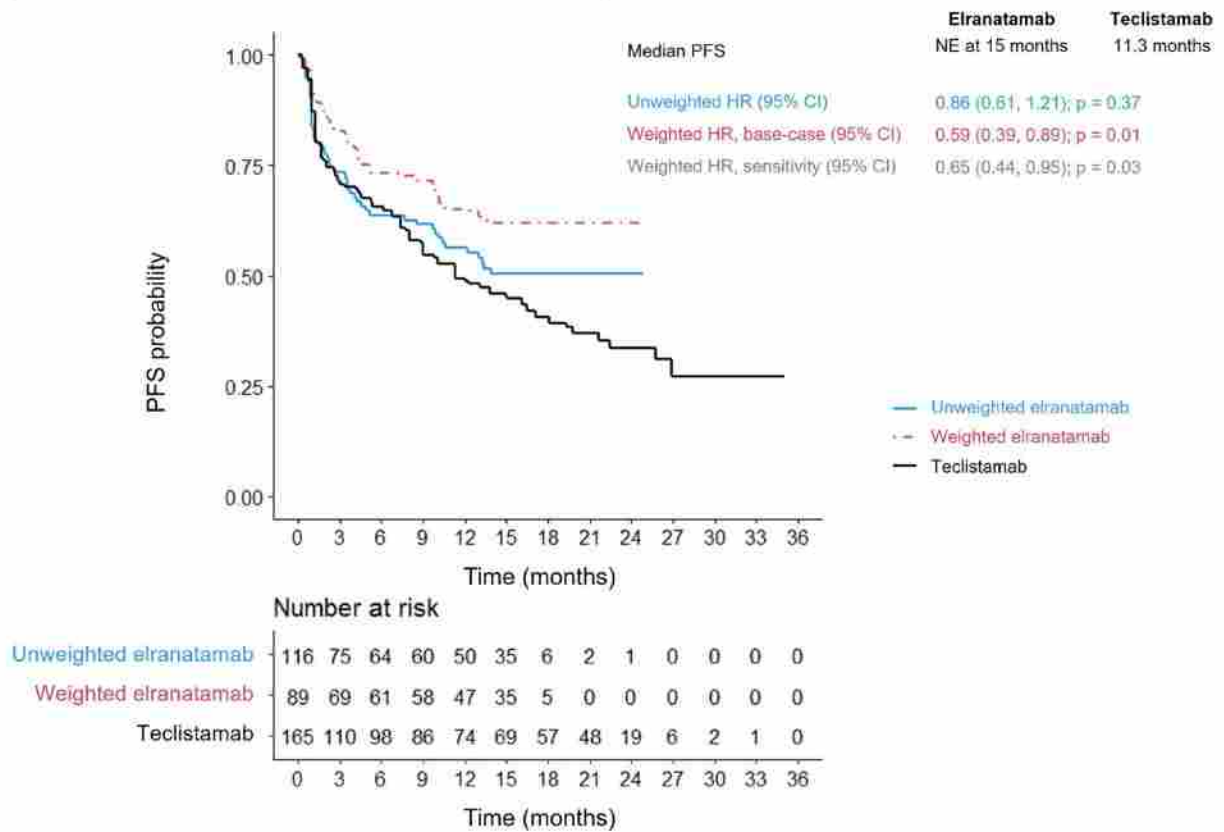 Elranatamab Teclistamab
Median PFS NE at 15 months 11.3 months
Unweighted HR (95% CI) 0.86 (0.61, 1.21); p = 0.37
Weighted HR, base-case (95% CI) 0.59 (0.39, 0.89); p = 0.01
Weighted HR, sensitivity (95% CI) 0.65 (0.44, 0.95); p = 0.03
PFS probability
1.00
0.75
0.50
0.25
0.00
Unweighted elranatamab
Weighted elranatamab
Teclistamab
0 3 6 9 12 15 18 21 24 27 30 33 36
Time (months)
Number at risk
Unweighted elranatamab 116 75 64 60 50 35 6 2 1 0 0 0 0
Weighted elranatamab 89 69 61 58 47 35 5 0 0 0 0 0 0
Teclistamab 165 110 98 86 74 69 57 48 19 6 2 1 0
0 3 6 9 12 15 18 21 24 27 30 33 36
Time (months)